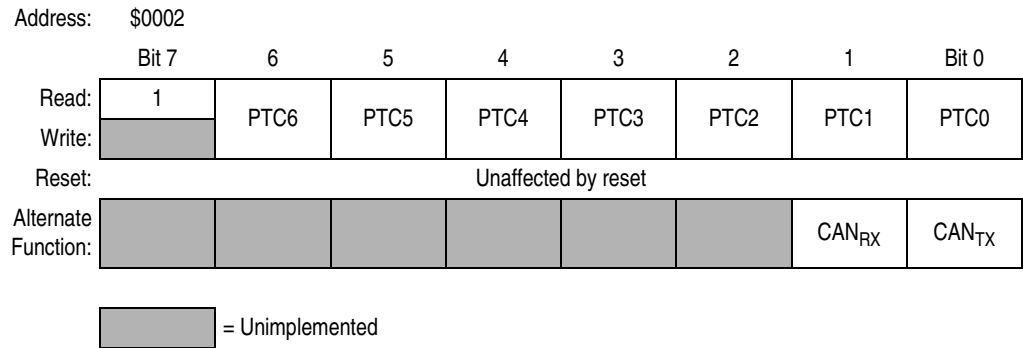 Address: $0002
Bit 7 6 5 4 3 2 1 Bit 0
Read: 1 PTC6 PTC5 PTC4 PTC3 PTC2 PTC1 PTC0
Write:
Reset: Unaffected by reset
Alternate
Function: CANRX CANTX
= Unimplemented